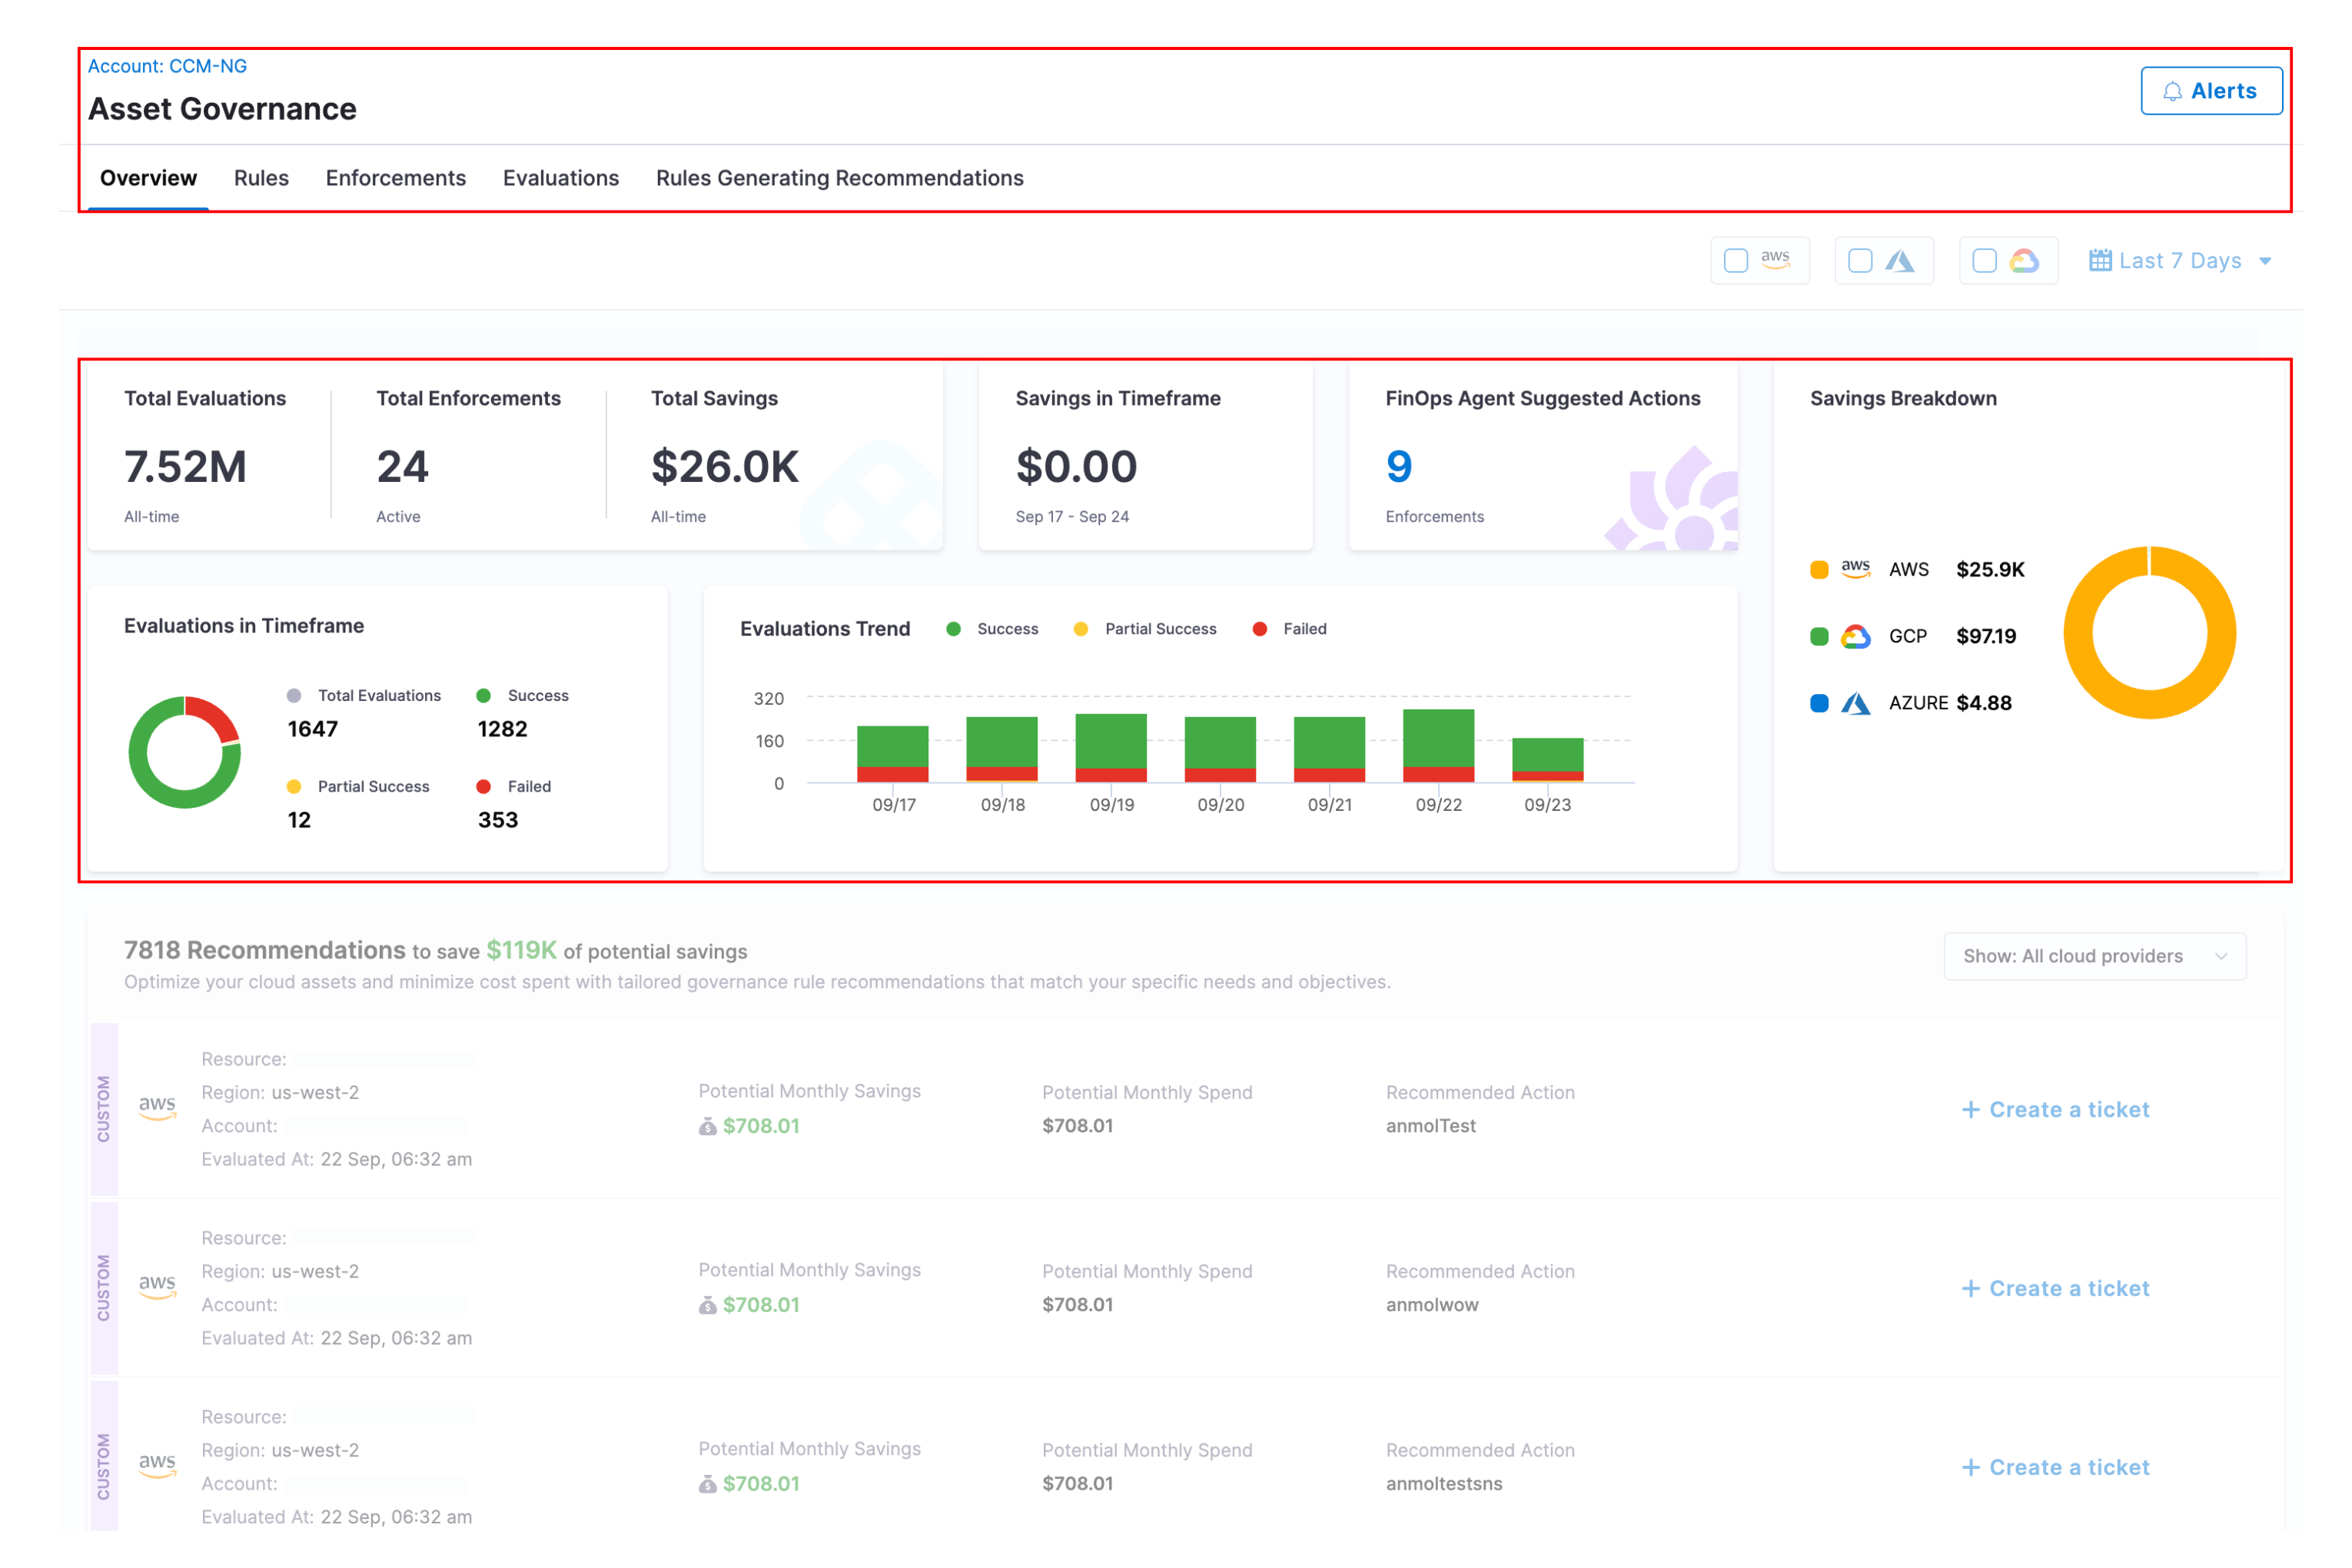 Account: CCM-NG
Asset Governance
Alerts
Overview Rules Enforcements Evaluations Rules Generating Recommendations
aws
Last 7 Days
Total Evaluations
7.52M
All-time
Total Enforcements
24
Active
Total Savings
$26.0K
All-time
Savings in Timeframe
$0.00
Sep 17 - Sep 24
FinOps Agent Suggested Actions
9
Enforcements
Savings Breakdown
aws AWS $25.9K
GCP $97.19
AZURE $4.88
Evaluations in Timeframe
Total Evaluations
1647
Success
1282
Partial Success
12
Failed
353
Evaluations Trend Success Partial Success Failed
320
160
0
09/17 09/18 09/19 09/20 09/21 09/22 09/23
7818 Recommendations to save $119K of potential savings
Optimize your cloud assets and minimize cost spent with tailored governance rule recommendations that match your specific needs and objectives.
Show: All cloud providers
CUSTOM
aws
Resource:
Region: us-west-2
Account:
Evaluated At: 22 Sep, 06:32 am
Potential Monthly Savings
$708.01
Potential Monthly Spend
$708.01
Recommended Action
anmolTest
+ Create a ticket
CUSTOM
aws
Resource:
Region: us-west-2
Account:
Evaluated At: 22 Sep, 06:32 am
Potential Monthly Savings
$708.01
Potential Monthly Spend
$708.01
Recommended Action
anmolwow
+ Create a ticket
CUSTOM
aws
Resource:
Region: us-west-2
Account:
Evaluated At: 22 Sep, 06:32 am
Potential Monthly Savings
$708.01
Potential Monthly Spend
$708.01
Recommended Action
anmoltestsns
+ Create a ticket